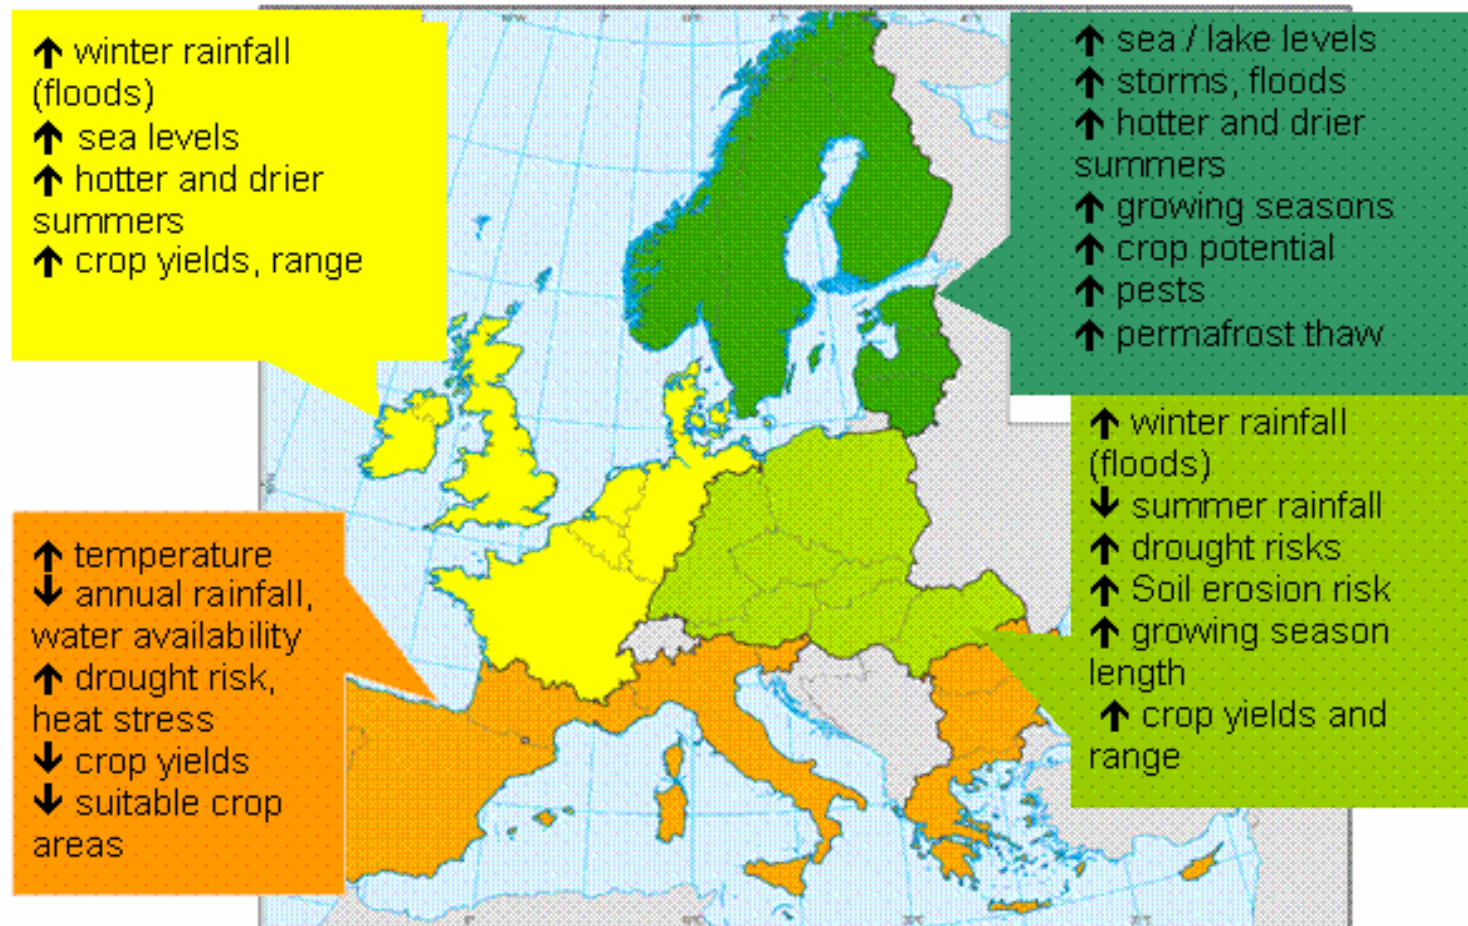 ↑ winter rainfall
(floods)
↑ sea levels
↑ hotter and drier
summers
↑ crop yields, range
↑ sea / lake levels
↑ storms, floods
↑ hotter and drier
summers
↑ growing seasons
↑ crop potential
↑ pests
↑ permafrost thaw
↑ temperature
↓ annual rainfall,
water availability
↑ drought risk,
heat stress
↓ crop yields
↓ suitable crop
areas
↑ winter rainfall
(floods)
↓ summer rainfall
↑ drought risks
↑ Soil erosion risk
↑ growing season
length
↑ crop yields and
range